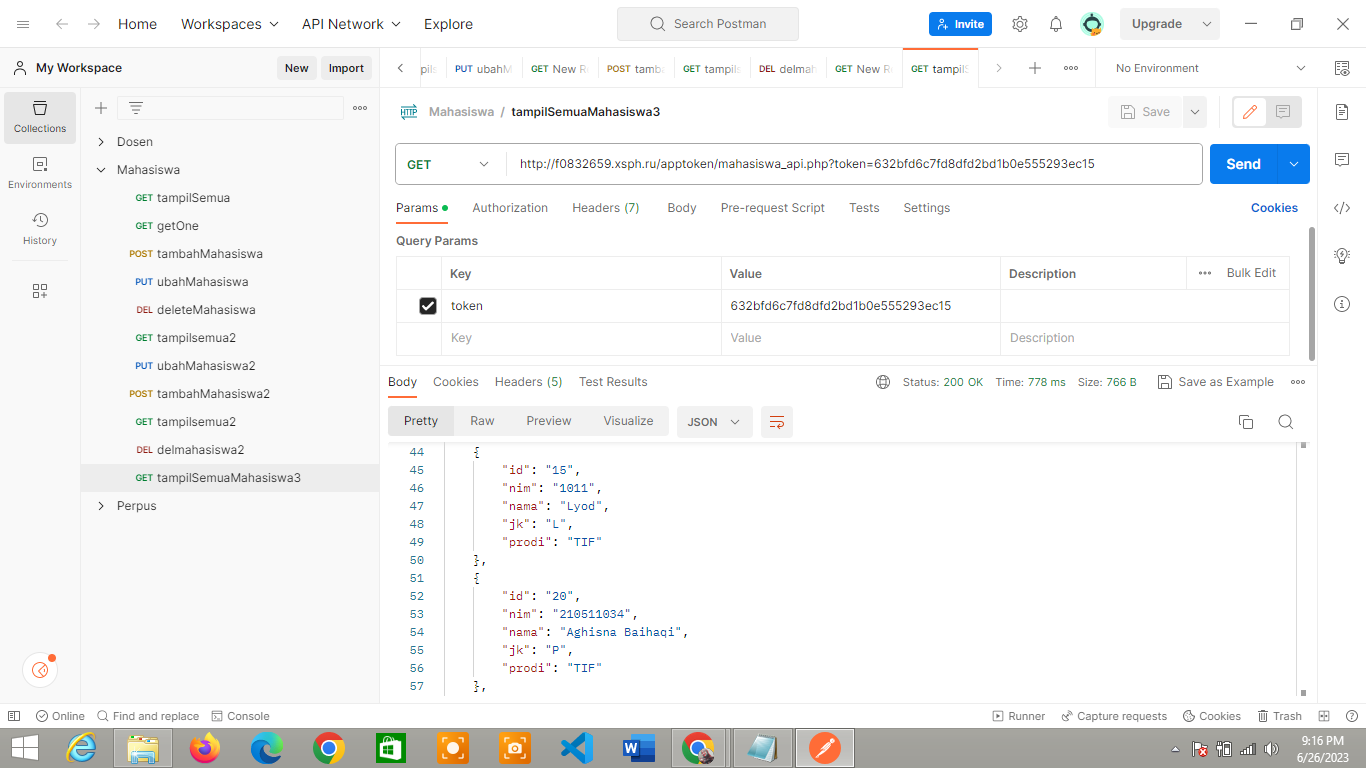 Home Workspaces API Network Explore Search Postman Invite Upgrade
My Workspace New Import
PUT ubahM GET New R POST tamb GET tampils DEL delmah GET New R GET tampilS No Environment
Collections
Environments
History
Dosen
Mahasiswa
GET tampilSemua
GET getOne
POST tambahMahasiswa
PUT ubahMahasiswa
DEL deleteMahasiswa
GET tampilsemua2
PUT ubahMahasiswa2
POST tambahMahasiswa2
GET tampilsemua2
DEL delmahasiswa2
GET tampilSemuaMahasiswa3
Perpus
HTTP Mahasiswa / tampilSemuaMahasiswa3 Save
GET http://f0832659.xsph.ru/apptoken/mahasiswa_api.php?token=632bfd6c7fd8dfd2bd1b0e555293ec15 Send
Params Authorization Headers (7) Body Pre-request Script Tests Settings Cookies
Query Params
Key Value Description Bulk Edit
token 632bfd6c7fd8dfd2bd1b0e555293ec15
Key Value Description
Body Cookies Headers (5) Test Results Status: 200 OK Time: 778 ms Size: 766 B Save as Example
Pretty Raw Preview Visualize JSON
44 {
45 "id": "15",
46 "nim": "1011",
47 "nama": "Lyod",
48 "jk": "L",
49 "prodi": "TIF"
50 },
51 {
52 "id": "20",
53 "nim": "210511034",
54 "nama": "Aghisna Baihaqi",
55 "jk": "P",
56 "prodi": "TIF"
57 },
Online Find and replace Console Runner Capture requests Cookies Trash
9:16 PM
6/26/2023